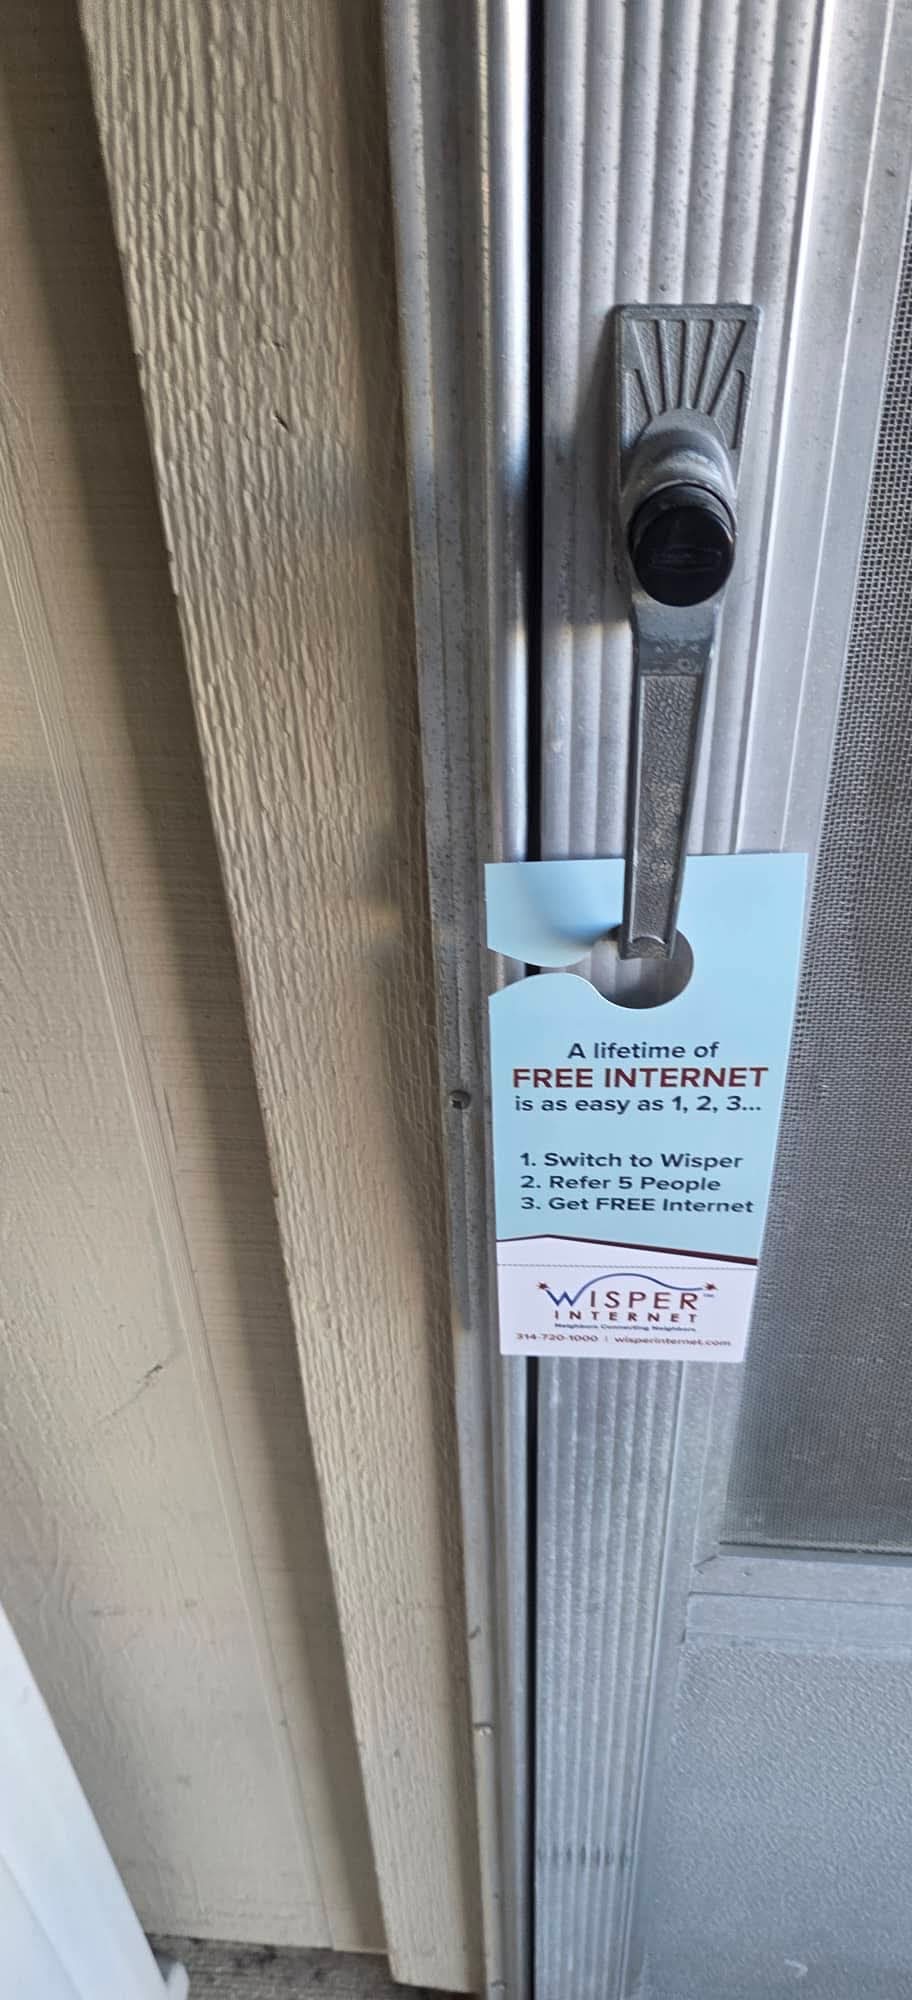 A lifetime of
FREE INTERNET
is as easy as 1, 2, 3...
1. Switch to Wisper
2. Refer 5 People
3. Get FREE Internet
WISPER™
INTERNET
Neighbors Connecting Neighbors
314-720-1000 | wisperinternet.com